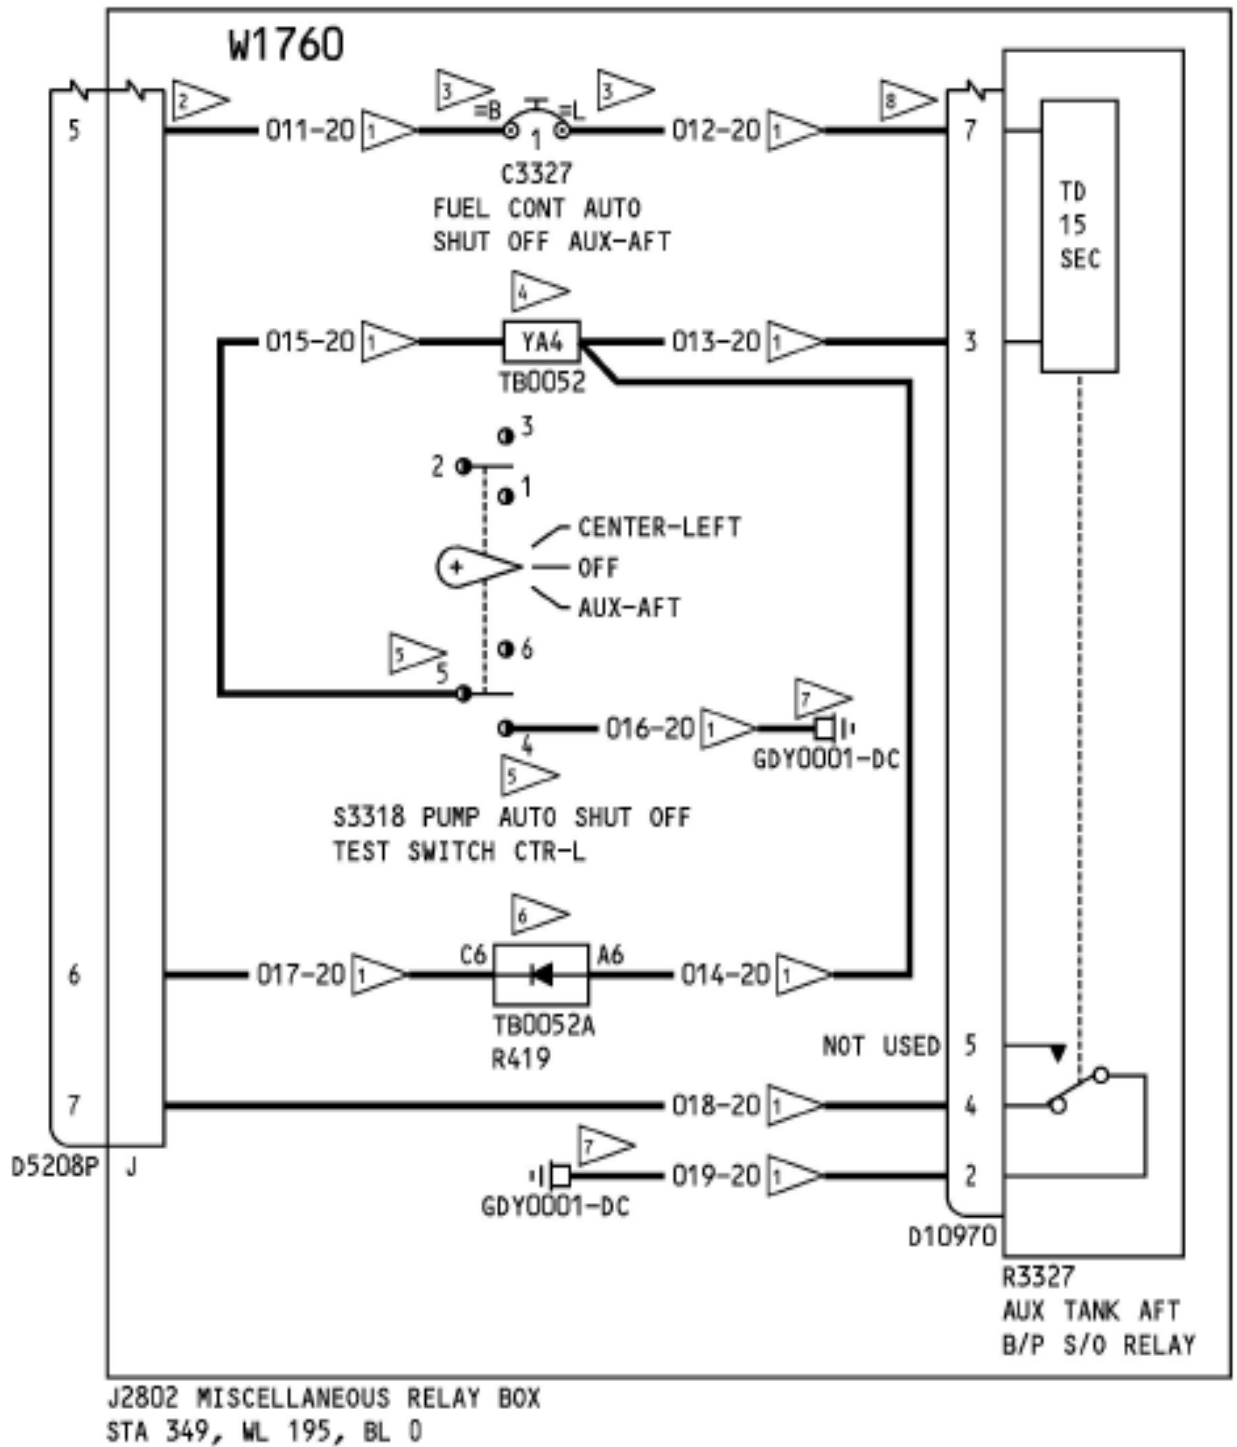 W1760
2
3
3
8
=B
=L
5
011-20
1
1
012-20
1
7
C3327
FUEL CONT AUTO
SHUT OFF AUX-AFT
TD
15
SEC
4
015-20
1
YA4
013-20
1
3
TB0052
3
2
1
CENTER-LEFT
OFF
AUX-AFT
5
5
6
7
016-20
1
4
GDY0001-DC
5
S3318 PUMP AUTO SHUT OFF
TEST SWITCH CTR-L
6
C6
A6
6
017-20
1
014-20
1
TB0052A
R419
NOT USED
5
7
018-20
1
4
7
019-20
1
2
GDY0001-DC
D5208P
J
D10970
R3327
AUX TANK AFT
B/P S/O RELAY
J2802 MISCELLANEOUS RELAY BOX
STA 349, WL 195, BL 0